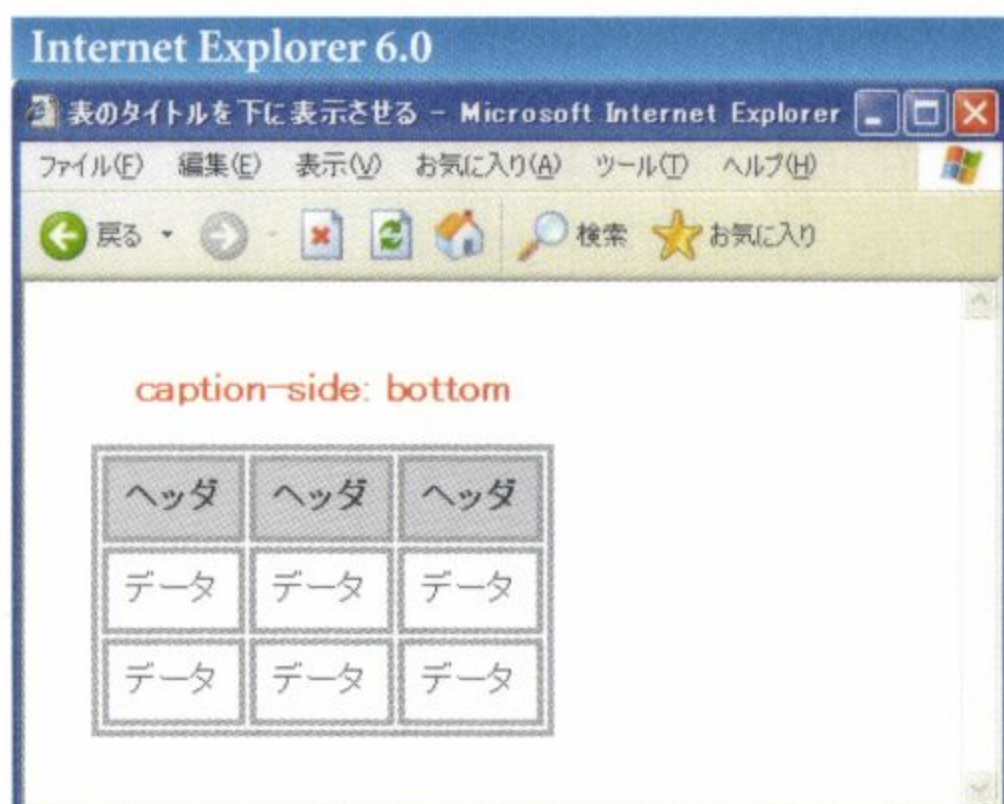 Internet Explorer 6.0
表のタイトルを下に表示させる - Microsoft Internet Explorer
ファイル(F) 編集(E) 表示(V) お気に入り(A) ツール(T) ヘルプ(H)
戻る 検索 お気に入り
caption-side: bottom
ヘッダ ヘッダ ヘッダ
データ データ データ
データ データ データ